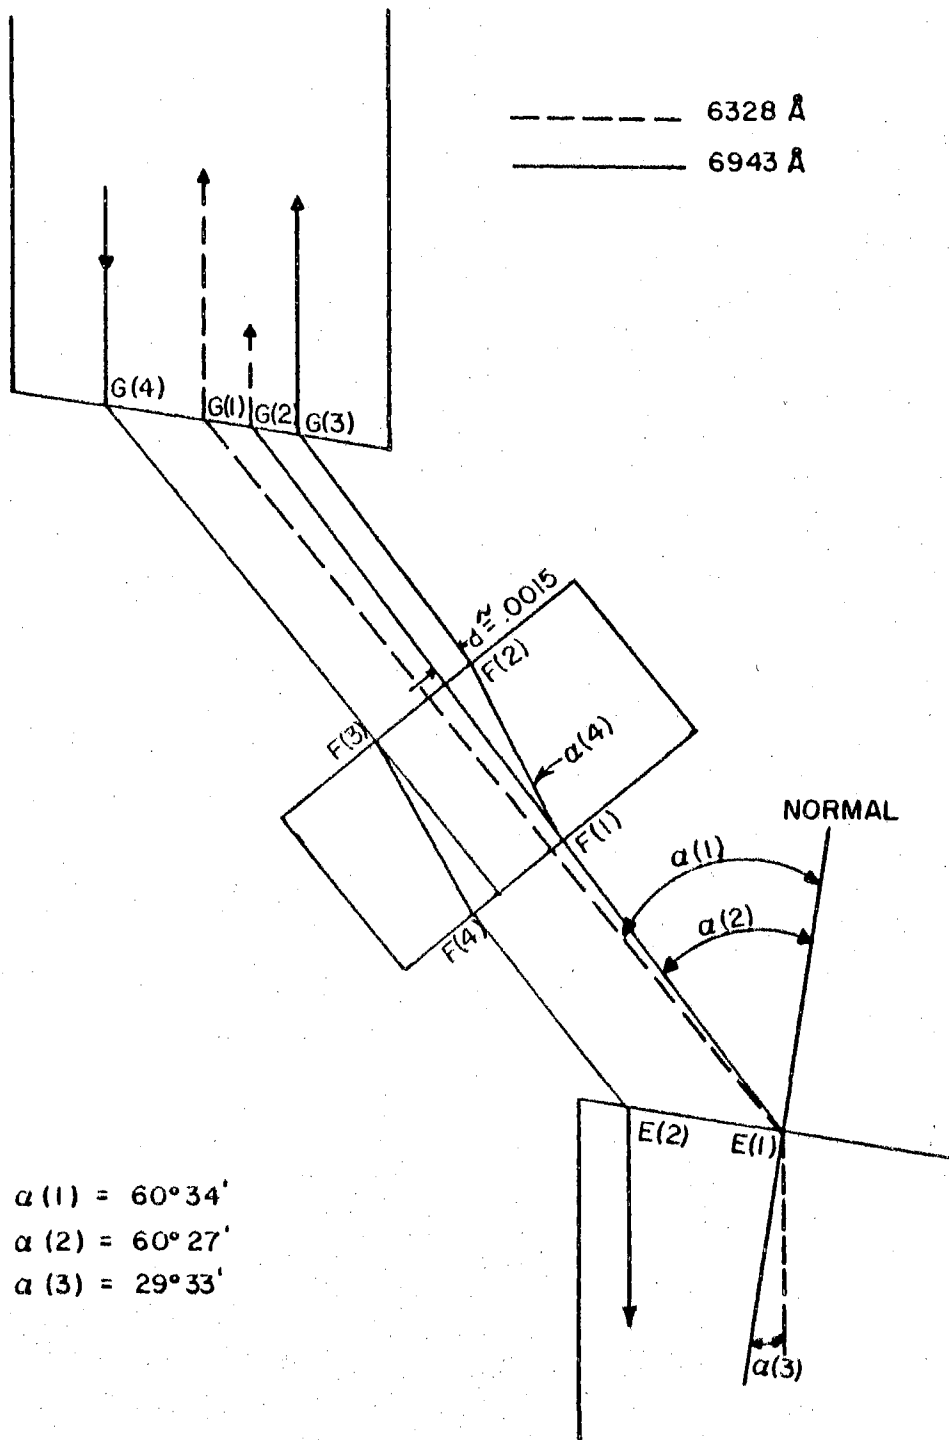 6328 Å
6943 Å
G(4)
G(1)
G(2)
G(3)
d≅.0015
F(2)
F(3)
α(4)
F(1)
F(4)
NORMAL
α(1)
α(2)
E(2)
E(1)
α(3)
α(1) = 60°34'
α(2) = 60°27'
α(3) = 29°33'